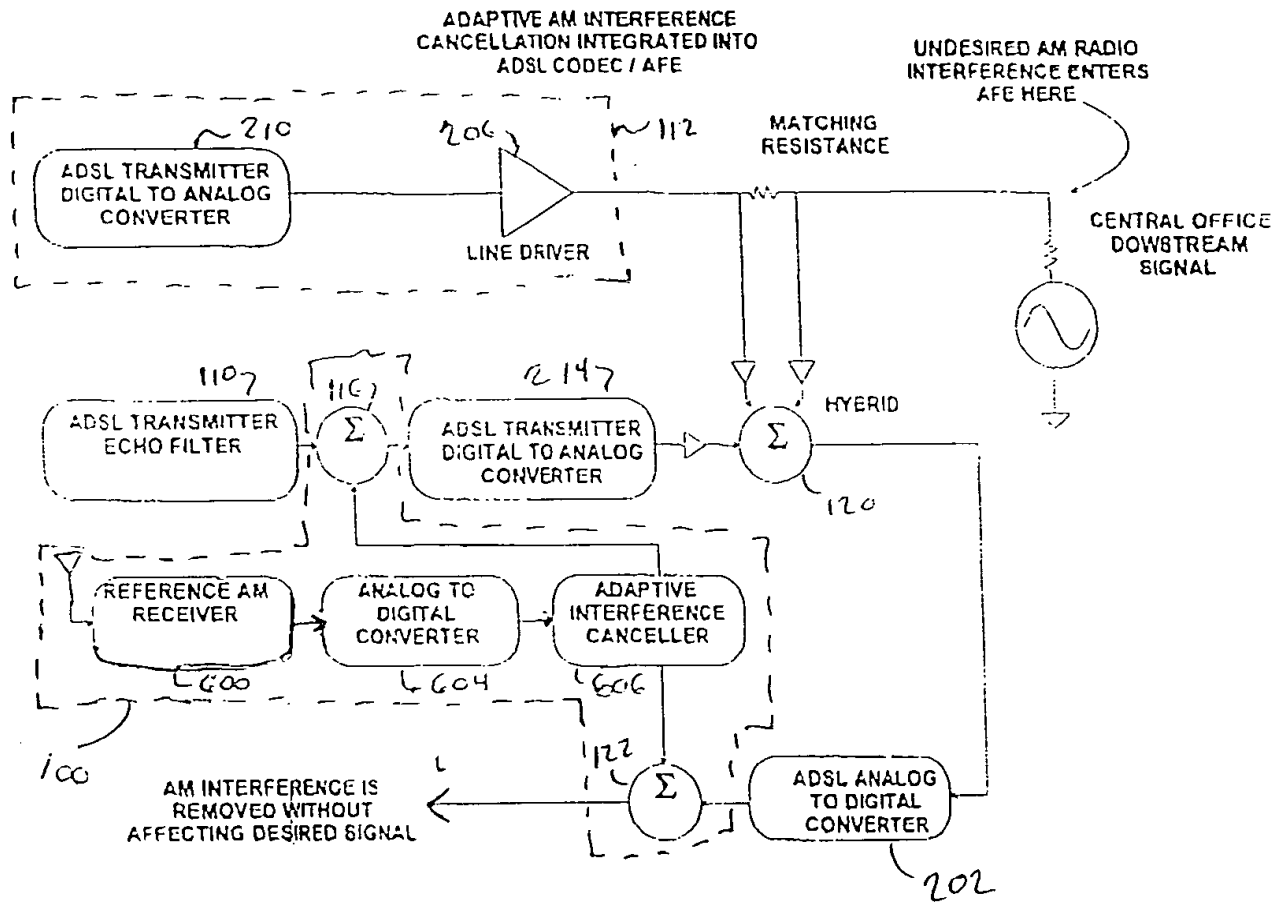 ADAPTIVE AM INTERFERENCE
CANCELLATION INTEGRATED INTO
ADSL CODEC / AFE
UNDESIRED AM RADIO
INTERFERENCE ENTERS
AFE HERE
210
206
112
MATCHING
RESISTANCE
ADSL TRANSMITTER
DIGITAL TO ANALOG
CONVERTER
LINE DRIVER
CENTRAL OFFICE
DOWSTREAM
SIGNAL
110
116
214
ADSL TRANSMITTER
ECHO FILTER
Σ
ADSL TRANSMITTER
DIGITAL TO ANALOG
CONVERTER
Σ
HYBRID
120
REFERENCE AM
RECEIVER
ANALOG TO
DIGITAL
CONVERTER
ADAPTIVE
INTERFERENCE
CANCELLER
600
604
606
100
122
Σ
AM INTERFERENCE IS
REMOVED WITHOUT
AFFECTING DESIRED SIGNAL
ADSL ANALOG
TO DIGITAL
CONVERTER
202